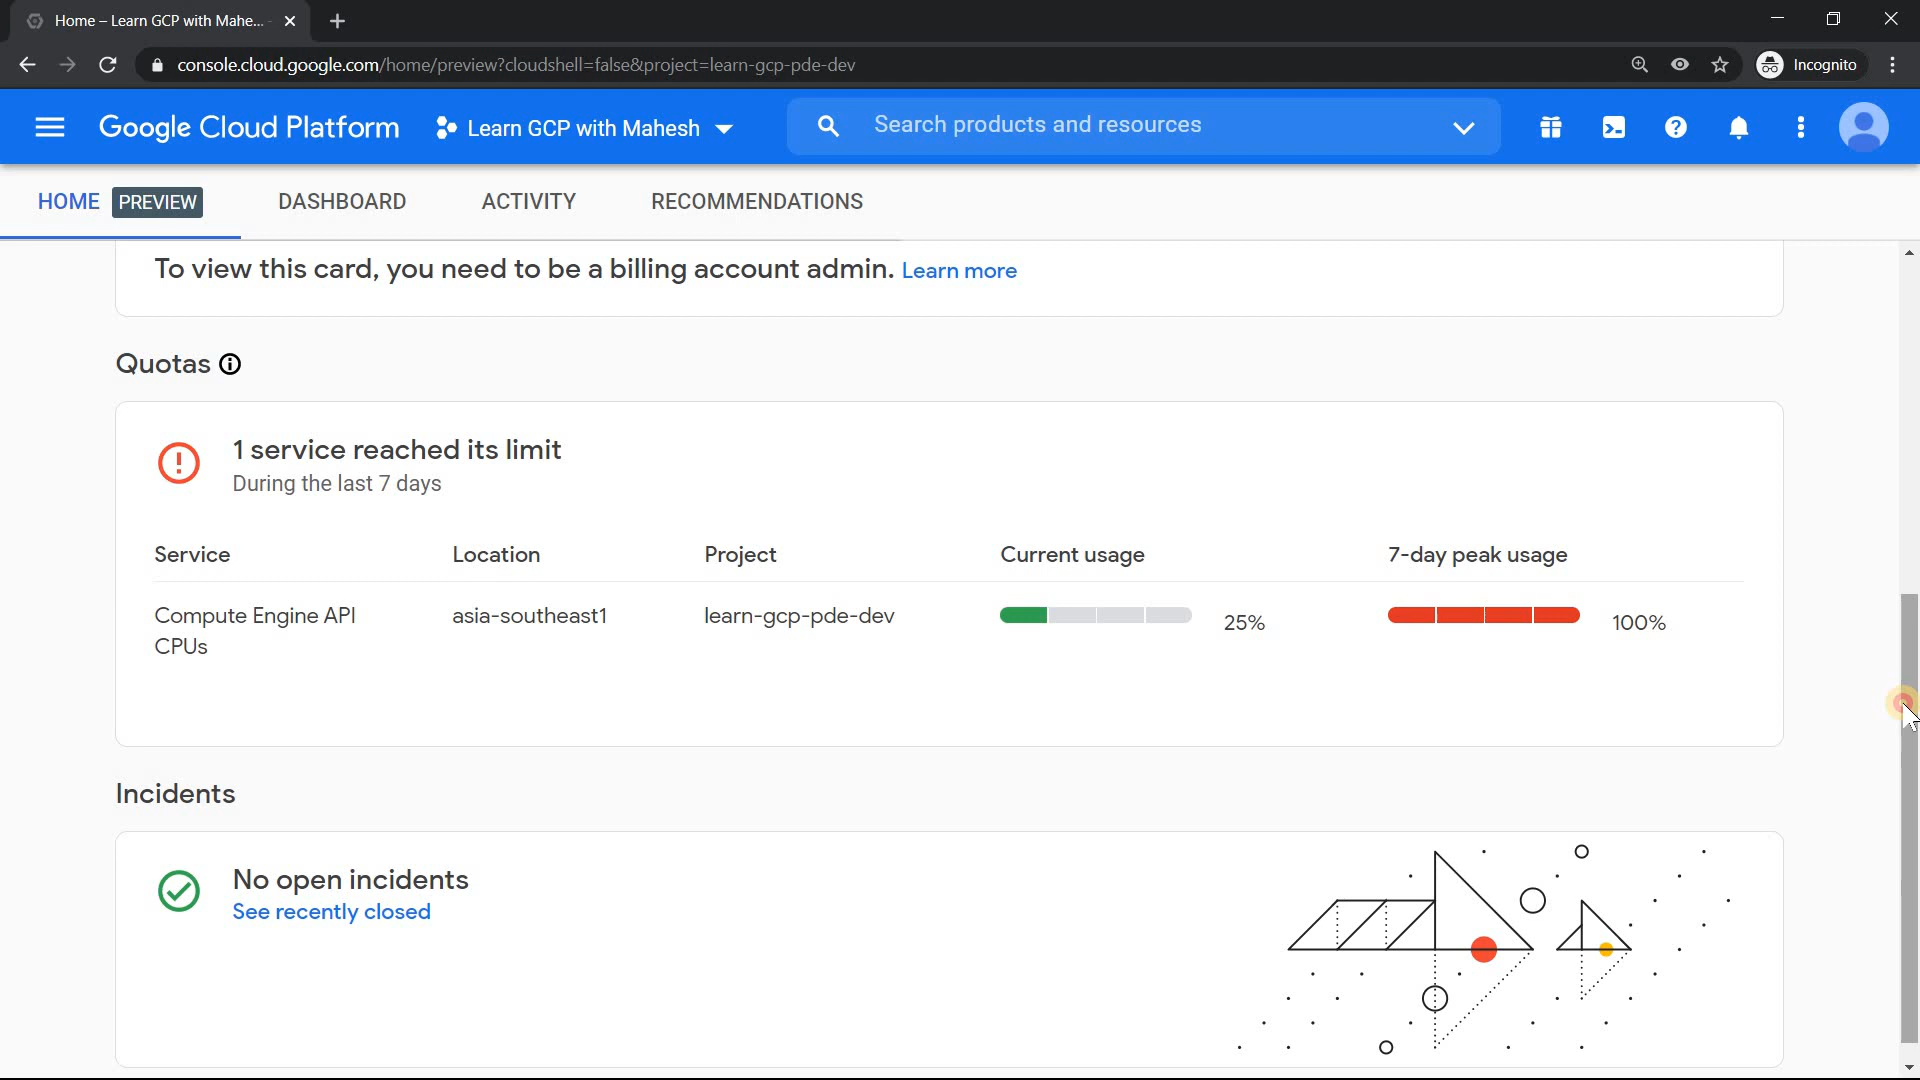 Home – Learn GCP with Mahe...
console.cloud.google.com/home/preview?cloudshell=false&project=learn-gcp-pde-dev
Incognito
Google Cloud Platform
Learn GCP with Mahesh
Search products and resources
HOME PREVIEW
DASHBOARD
ACTIVITY
RECOMMENDATIONS
To view this card, you need to be a billing account admin. Learn more
Quotas
1 service reached its limit
During the last 7 days
Service Location Project Current usage 7-day peak usage
Compute Engine API asia-southeast1 learn-gcp-pde-dev 25% 100%
CPUs
Incidents
No open incidents
See recently closed